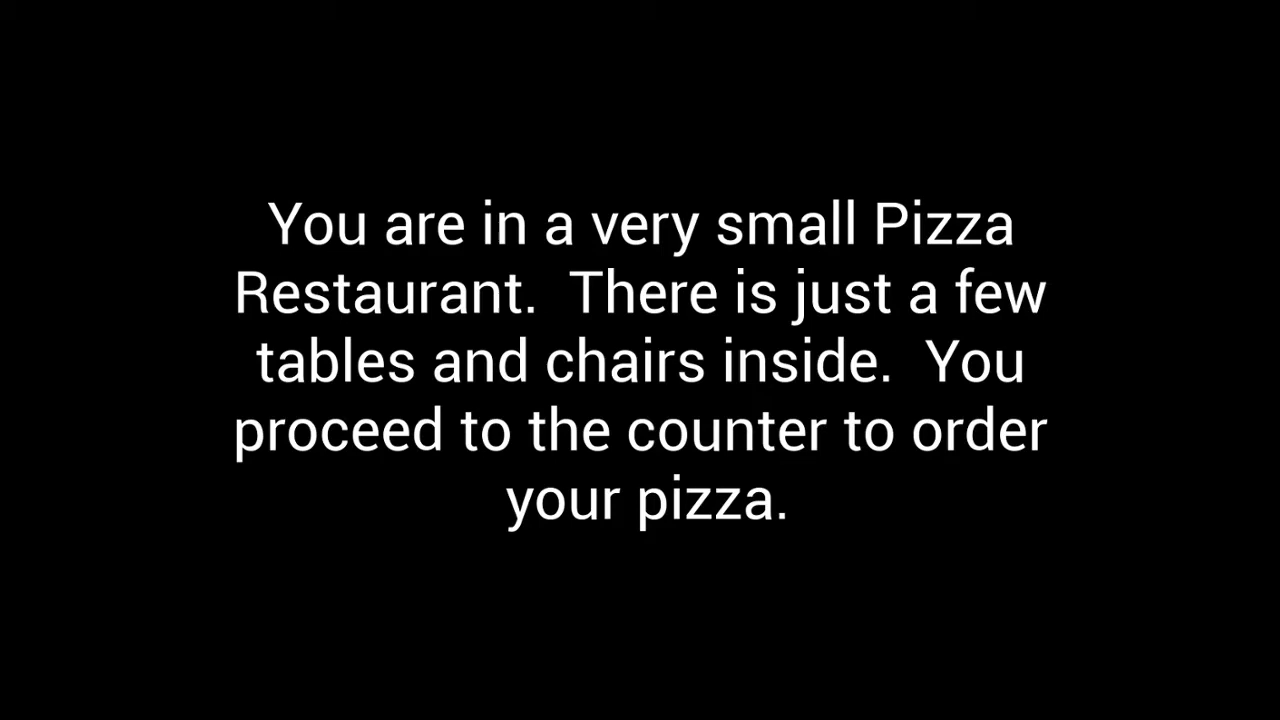 You are in a very small Pizza
Restaurant.  There is just a few
tables and chairs inside.  You
proceed to the counter to order
your pizza.